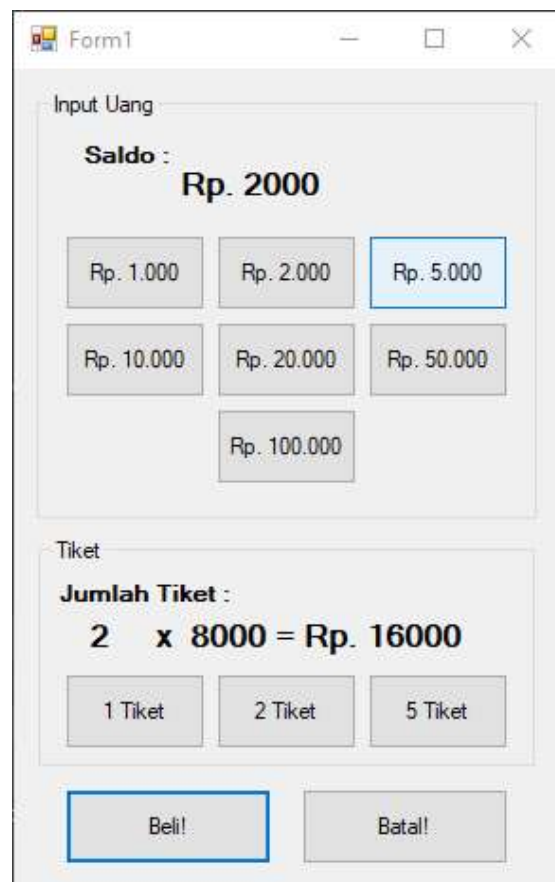 Form1
Input Uang
Saldo :
Rp. 2000
Rp. 1.000 Rp. 2.000 Rp. 5.000
Rp. 10.000 Rp. 20.000 Rp. 50.000
Rp. 100.000
Tiket
Jumlah Tiket :
2 x 8000 = Rp. 16000
1 Tiket 2 Tiket 5 Tiket
Beli! Batal!